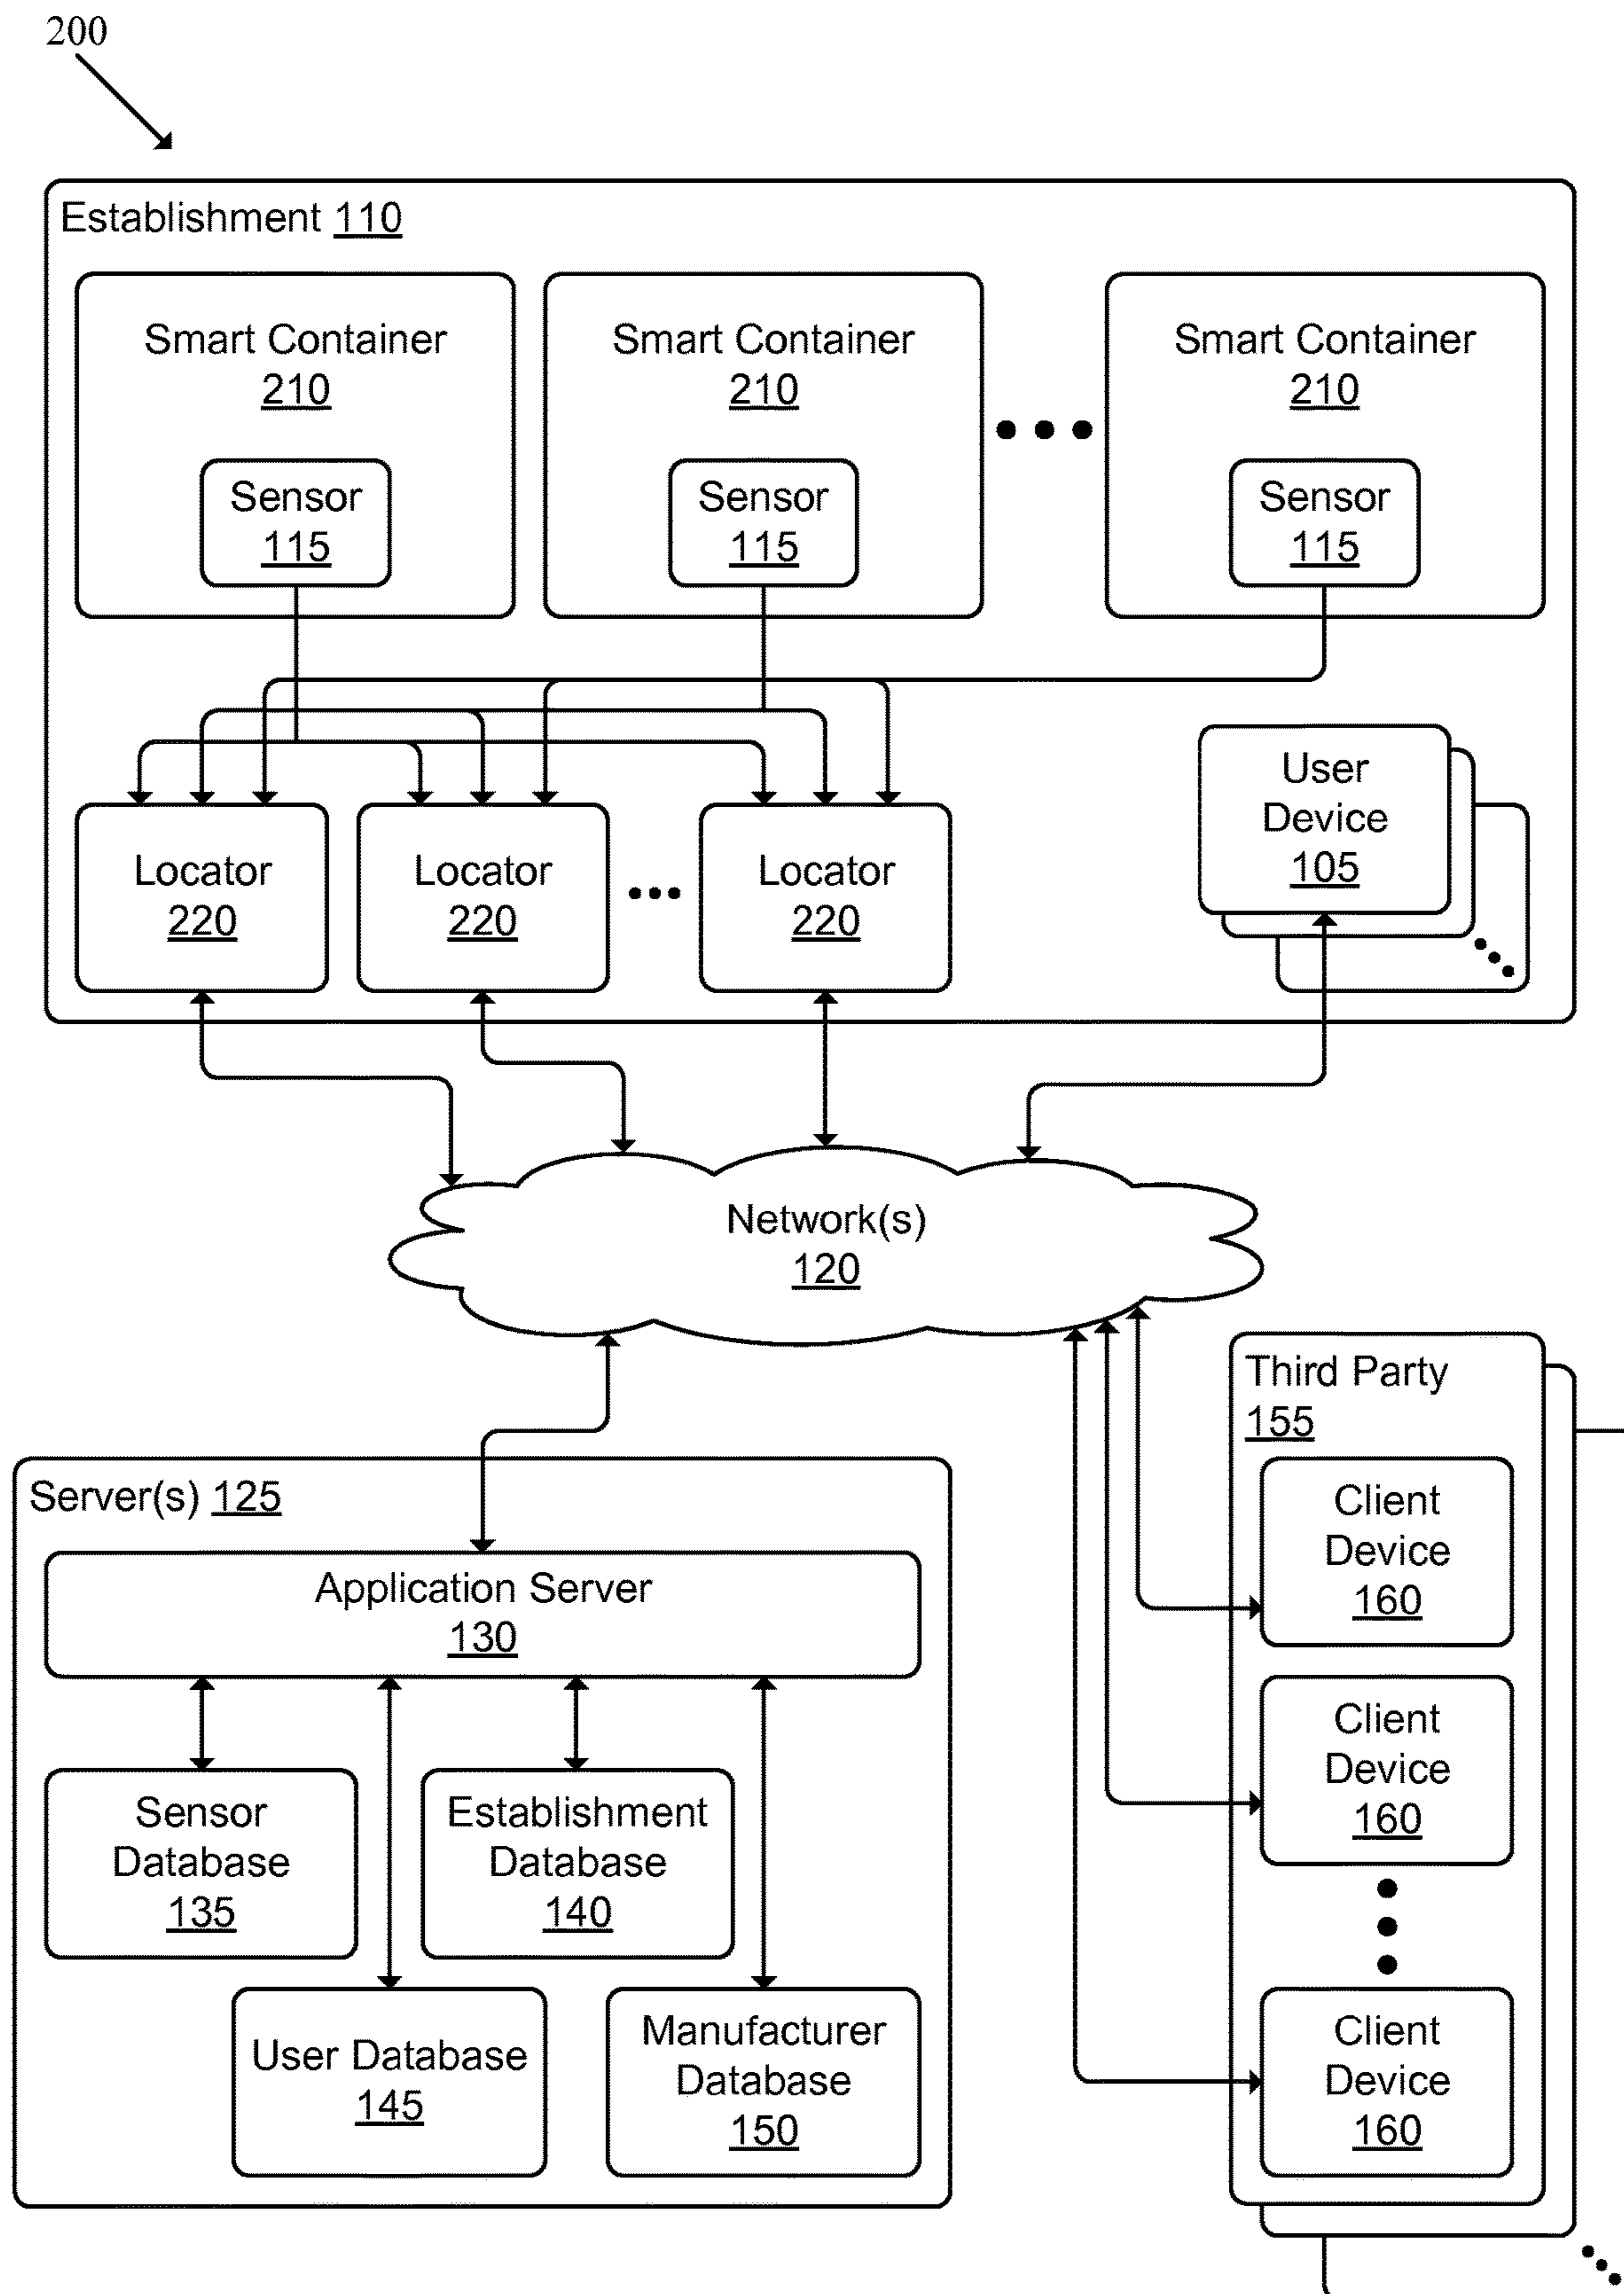 200
Establishment 110
Smart Container
210
Sensor
115
Smart Container
210
Sensor
115
Smart Container
210
Sensor
115
Locator
220
Locator
220
Locator
220
User
Device
105
Network(s)
120
Server(s) 125
Application Server
130
Sensor
Database
135
Establishment
Database
140
User Database
145
Manufacturer
Database
150
Third Party
155
Client
Device
160
Client
Device
160
Client
Device
160